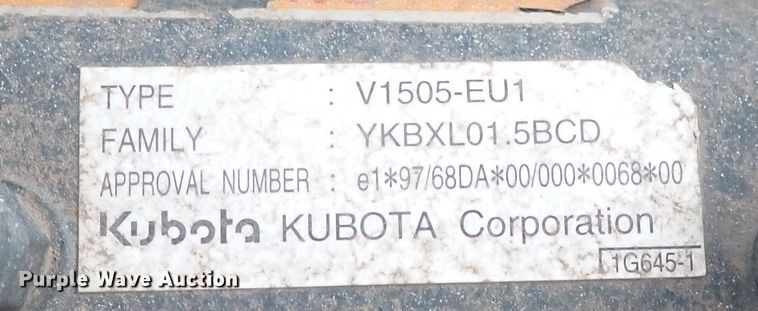 TYPE : V1505-EU1
FAMILY : YKBXL01.5BCD
APPROVAL NUMBER : e1*97/68DA*00/000*0068*00
Kubota KUBOTA Corporation
1G645-1
Purple Wave Auction